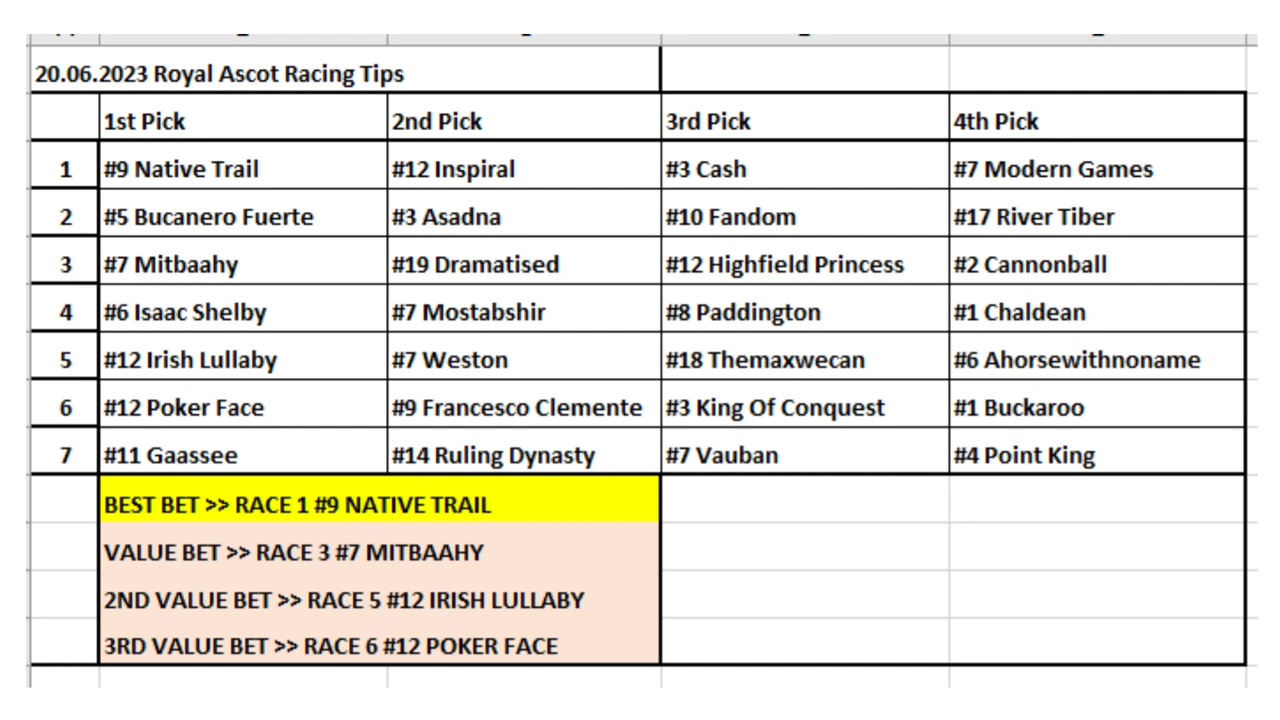 20.06.2023 Royal Ascot Racing Tips
1st Pick 2nd Pick 3rd Pick 4th Pick
1 #9 Native Trail #12 Inspiral #3 Cash #7 Modern Games
2 #5 Bucanero Fuerte #3 Asadna #10 Fandom #17 River Tiber
3 #7 Mitbaahy #19 Dramatised #12 Highfield Princess #2 Cannonball
4 #6 Isaac Shelby #7 Mostabshir #8 Paddington #1 Chaldean
5 #12 Irish Lullaby #7 Weston #18 Themaxwecan #6 Ahorsewithnoname
6 #12 Poker Face #9 Francesco Clemente #3 King Of Conquest #1 Buckaroo
7 #11 Gaassee #14 Ruling Dynasty #7 Vauban #4 Point King
BEST BET >> RACE 1 #9 NATIVE TRAIL
VALUE BET >> RACE 3 #7 MITBAAHY
2ND VALUE BET >> RACE 5 #12 IRISH LULLABY
3RD VALUE BET >> RACE 6 #12 POKER FACE